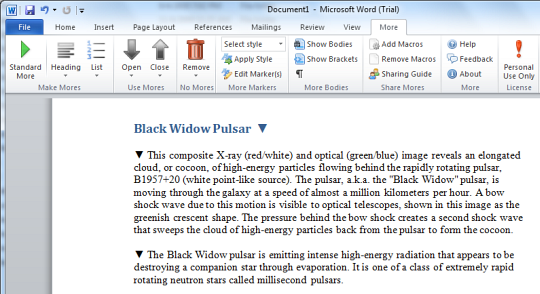 Document1 - Microsoft Word (Trial)
File Home Insert Page Layout References Mailings Review View More
Standard More
Heading
List
Make Mores
Open
Close
Use Mores
Remove
No Mores
Select style
Apply Style
Edit Marker(s)
More Markers
Show Bodies
Show Brackets
¶
More Bodies
Add Macros
Remove Macros
Sharing Guide
Share Mores
Help
Feedback
About
More
Personal Use Only
License
Black Widow Pulsar ▼
▼ This composite X-ray (red/white) and optical (green/blue) image reveals an elongated
cloud, or cocoon, of high-energy particles flowing behind the rapidly rotating pulsar,
B1957+20 (white point-like source). The pulsar, a.k.a. the "Black Widow" pulsar, is
moving through the galaxy at a speed of almost a million kilometers per hour. A bow
shock wave due to this motion is visible to optical telescopes, shown in this image as the
greenish crescent shape. The pressure behind the bow shock creates a second shock wave
that sweeps the cloud of high-energy particles back from the pulsar to form the cocoon.
▼ The Black Widow pulsar is emitting intense high-energy radiation that appears to be
destroying a companion star through evaporation. It is one of a class of extremely rapid
rotating neutron stars called millisecond pulsars.